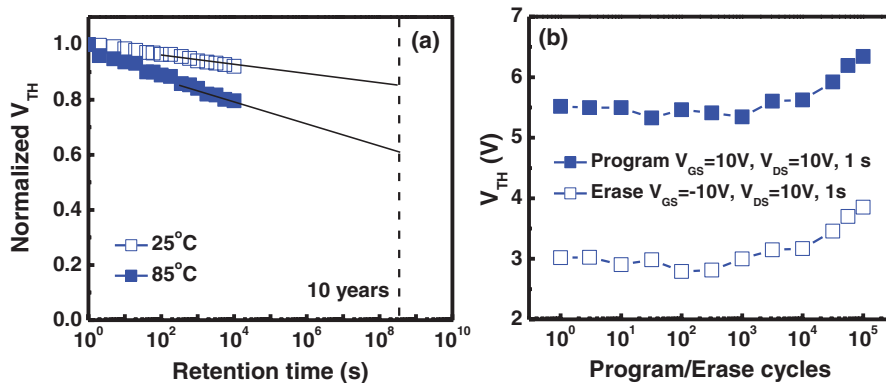 (a)
Normalized V_TH
1.0
0.8
0.6
0.4
0.2
0.0
25°C
85°C
10 years
10^0 10^2 10^4 10^6 10^8 10^10
Retention time (s)
(b)
V_TH (V)
7
6
5
4
3
2
Program V_GS=10V, V_DS=10V, 1 s
Erase V_GS=-10V, V_DS=10V, 1s
10^0 10^1 10^2 10^3 10^4 10^5
Program/Erase cycles